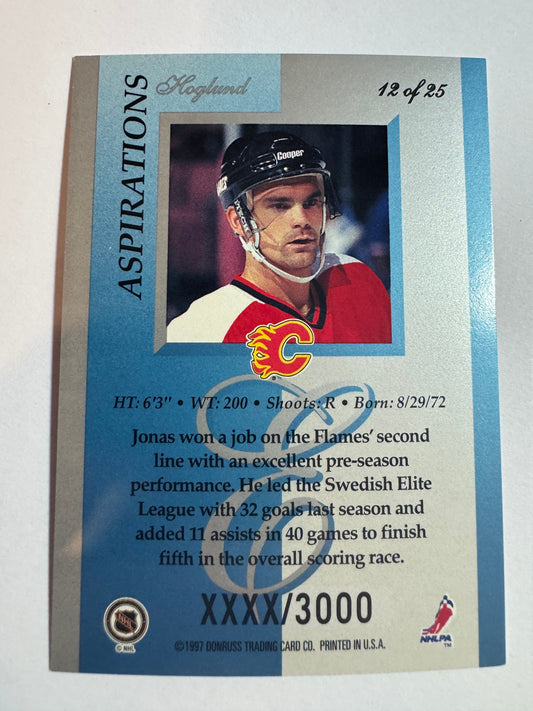 ASPIRATIONS
Hoglund
12 of 25
Cooper
HT: 6'3" • WT: 200 • Shoots: R • Born: 8/29/72
Jonas won a job on the Flames' second
line with an excellent pre-season
performance. He led the Swedish Elite
League with 32 goals last season and
added 11 assists in 40 games to finish
fifth in the overall scoring race.
XXXX/3000
NHL
© NHL
NHLPA
TM
©1997 DONRUSS TRADING CARD CO. PRINTED IN U.S.A.